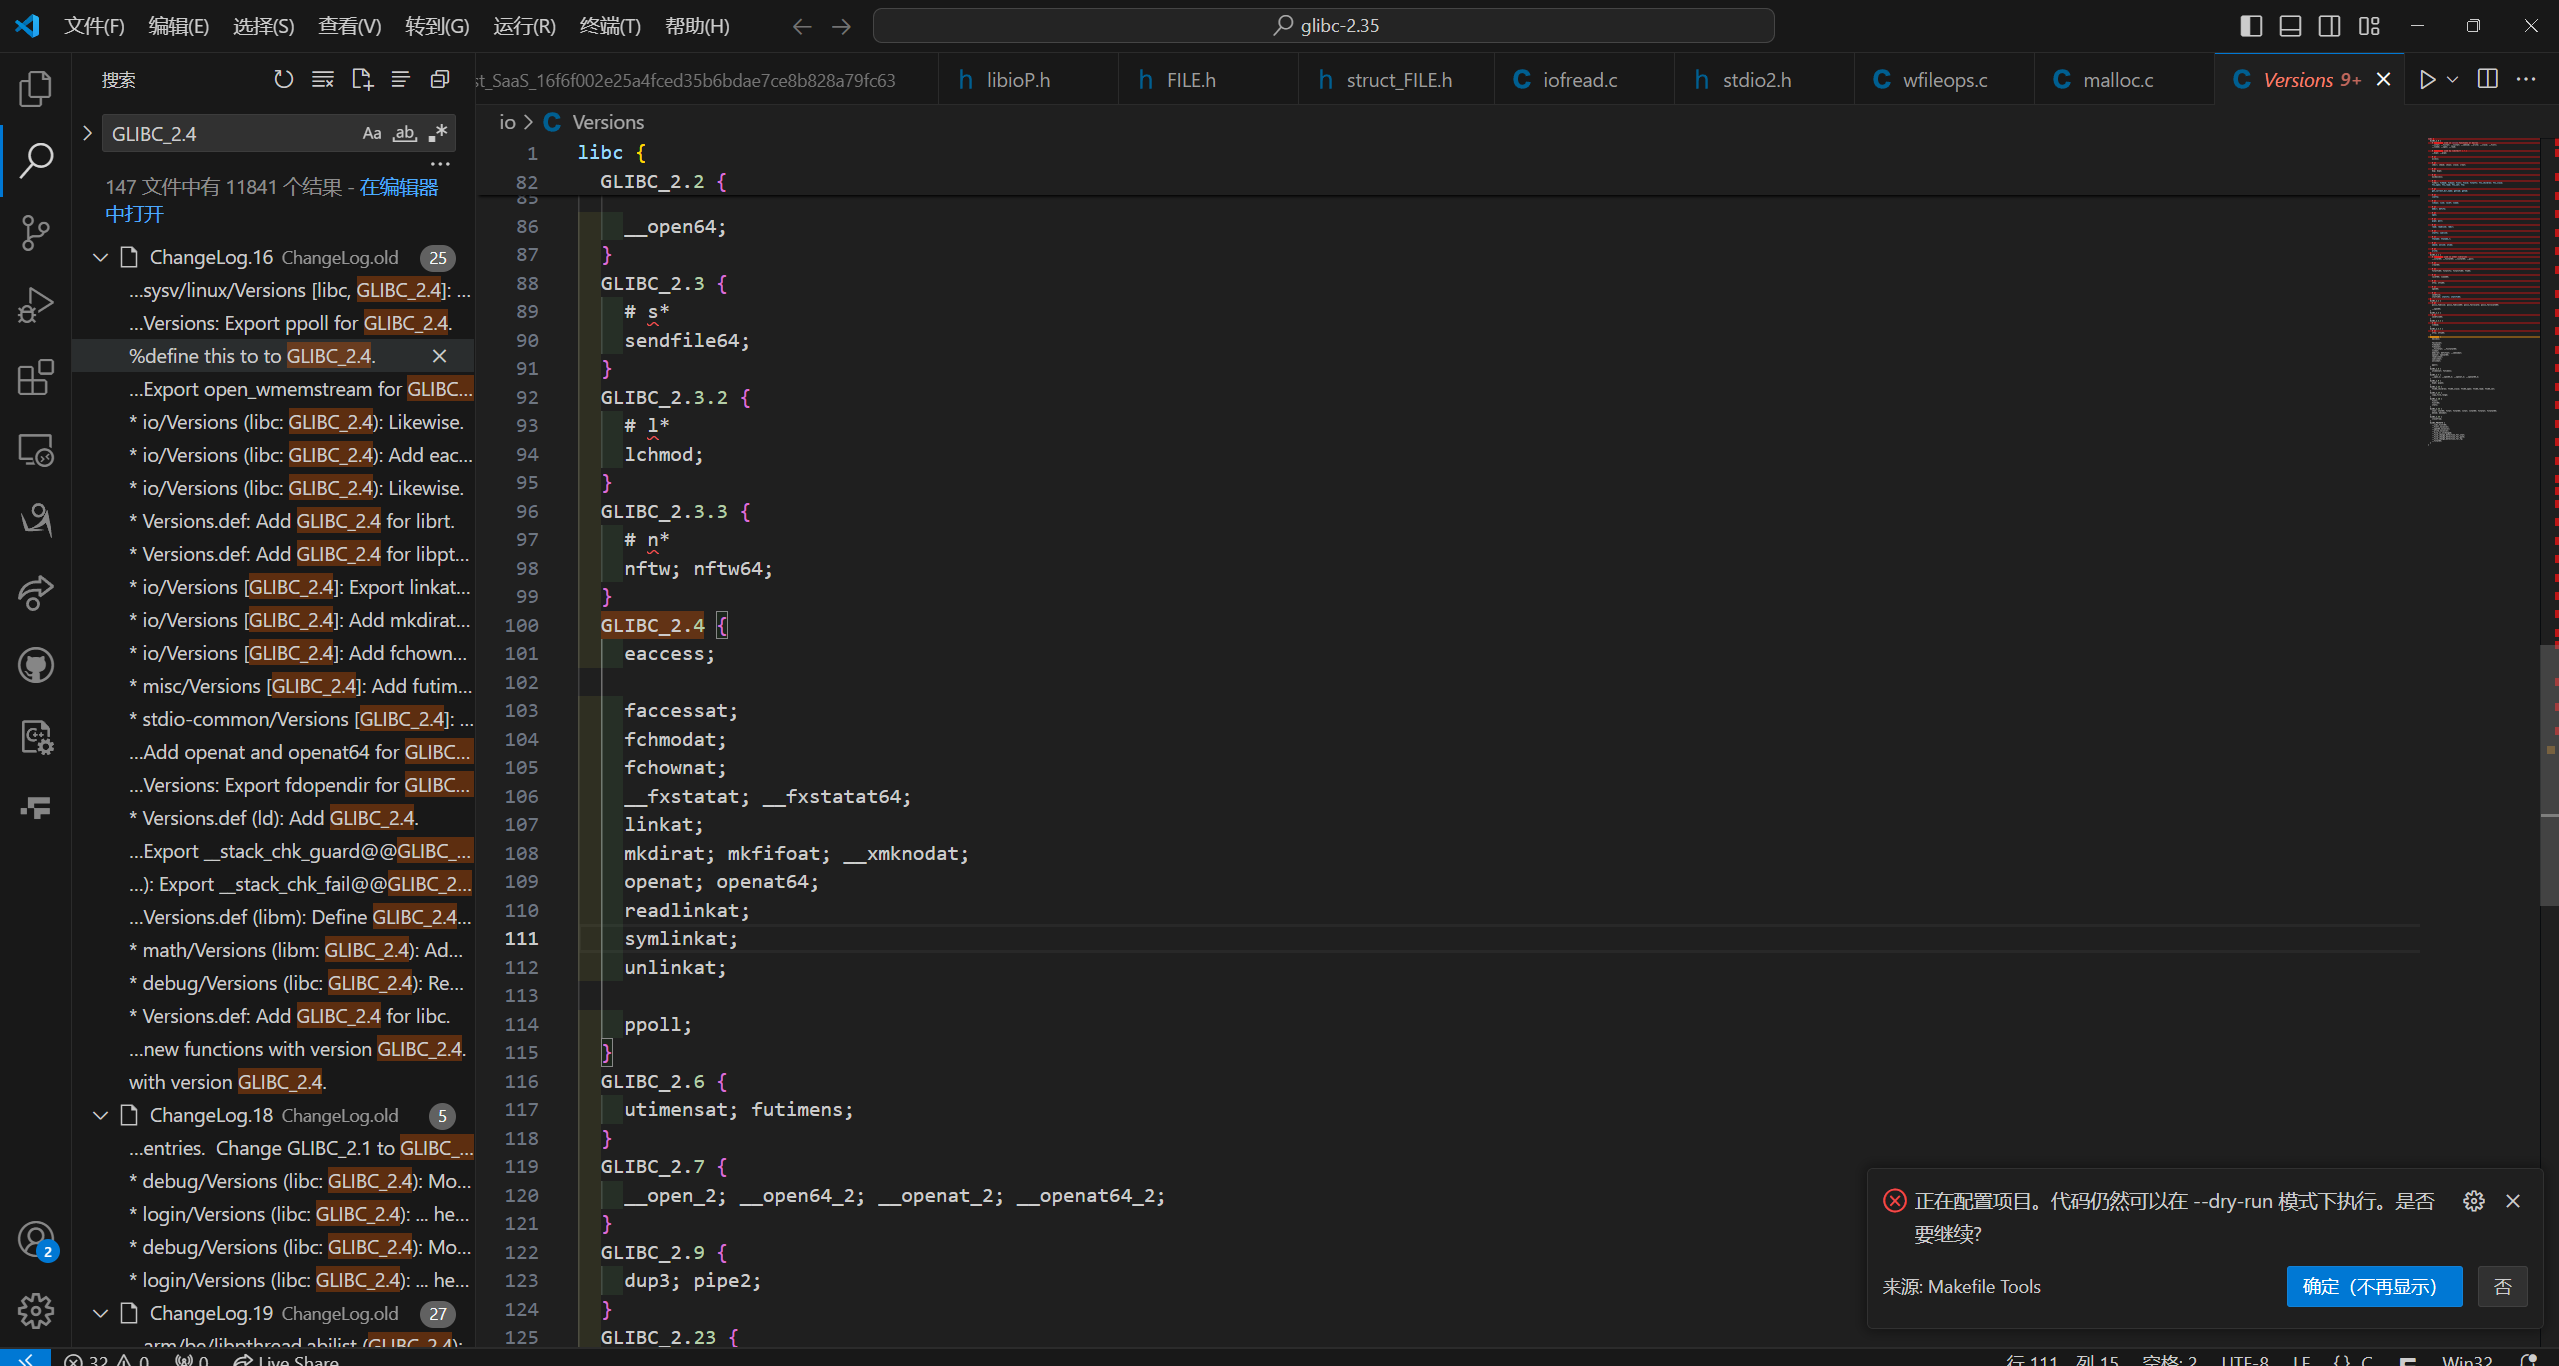 文件(F) 编辑(E) 选择(S) 查看(V) 转到(G) 运行(R) 终端(T) 帮助(H)
glibc-2.35
搜索
st_SaaS_16f6f002e25a4fced35b6bdae7ce8b828a79fc63 libioP.h FILE.h struct_FILE.h iofread.c stdio2.h wfileops.c malloc.c Versions 9+
GLIBC_2.4 Aa ab .*
147 文件中有 11841 个结果 - 在编辑器
中打开
ChangeLog.16 ChangeLog.old 25
...sysv/linux/Versions [libc, GLIBC_2.4]: ...
...Versions: Export ppoll for GLIBC_2.4.
%define this to to GLIBC_2.4.
...Export open_wmemstream for GLIBC...
* io/Versions (libc: GLIBC_2.4): Likewise.
* io/Versions (libc: GLIBC_2.4): Add eac...
* io/Versions (libc: GLIBC_2.4): Likewise.
* Versions.def: Add GLIBC_2.4 for librt.
* Versions.def: Add GLIBC_2.4 for libpt...
* io/Versions [GLIBC_2.4]: Export linkat...
* io/Versions [GLIBC_2.4]: Add mkdirat...
* io/Versions [GLIBC_2.4]: Add fchown...
* misc/Versions [GLIBC_2.4]: Add futim...
* stdio-common/Versions [GLIBC_2.4]: ...
...Add openat and openat64 for GLIBC...
...Versions: Export fdopendir for GLIBC...
* Versions.def (ld): Add GLIBC_2.4.
...Export __stack_chk_guard@@GLIBC_...
...): Export __stack_chk_fail@@GLIBC_2...
...Versions.def (libm): Define GLIBC_2.4...
* math/Versions (libm: GLIBC_2.4): Ad...
* debug/Versions (libc: GLIBC_2.4): Re...
* Versions.def: Add GLIBC_2.4 for libc.
...new functions with version GLIBC_2.4.
with version GLIBC_2.4.
ChangeLog.18 ChangeLog.old 5
...entries.  Change GLIBC_2.1 to GLIBC_...
* debug/Versions (libc: GLIBC_2.4): Mo...
* login/Versions (libc: GLIBC_2.4): ... he...
* debug/Versions (libc: GLIBC_2.4): Mo...
* login/Versions (libc: GLIBC_2.4): ... he...
ChangeLog.19 ChangeLog.old 27
...arm/be/libpthread.abilist (GLIBC_2.4):
io > C Versions
1 libc {
82 GLIBC_2.2 {
85
86 __open64;
87 }
88 GLIBC_2.3 {
89 # s*
90 sendfile64;
91 }
92 GLIBC_2.3.2 {
93 # l*
94 lchmod;
95 }
96 GLIBC_2.3.3 {
97 # n*
98 nftw; nftw64;
99 }
100 GLIBC_2.4 {
101 eaccess;
102
103 faccessat;
104 fchmodat;
105 fchownat;
106 __fxstatat; __fxstatat64;
107 linkat;
108 mkdirat; mkfifoat; __xmknodat;
109 openat; openat64;
110 readlinkat;
111 symlinkat;
112 unlinkat;
113
114 ppoll;
115 }
116 GLIBC_2.6 {
117 utimensat; futimens;
118 }
119 GLIBC_2.7 {
120 __open_2; __open64_2; __openat_2; __openat64_2;
121 }
122 GLIBC_2.9 {
123 dup3; pipe2;
124 }
125 GLIBC_2.23 {
正在配置项目。代码仍然可以在 --dry-run 模式下执行。是否
要继续?
来源: Makefile Tools
确定（不再显示） 否
2
32 0 0 Live Share 行 111，列 15 空格: 2 UTF-8 LF {} C Win32